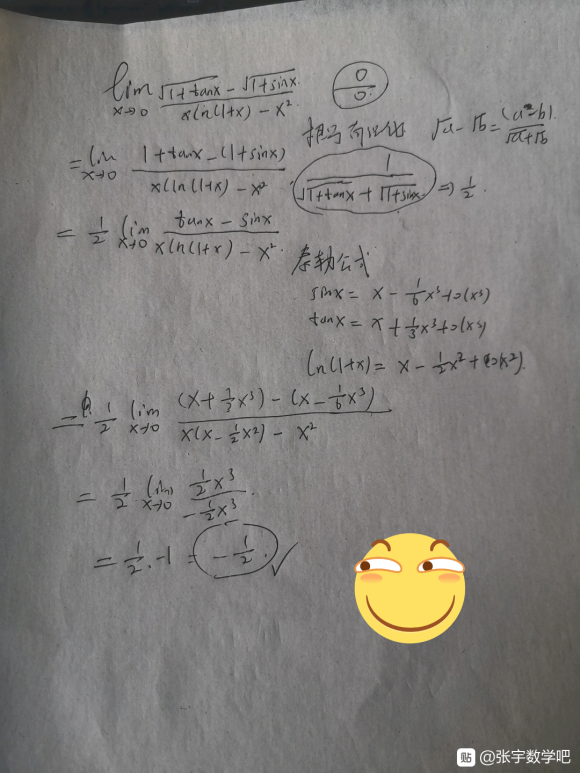 lim x→0 (√(1+tanx) - √(1+sinx)) / (x ln(1+x) - x²) 0/0
√a - √b = (a-b) / (√a+√b)
= lim x→0 (1+tanx-(1+sinx)) / (x ln(1+x) - x²) · 1 / (√(1+tanx) + √(1+sinx)) ⇒ 1/2.
= 1/2 lim x→0 (tanx - sinx) / (x ln(1+x) - x²).
泰勒公式
sinx = x - 1/6 x³ + o(x³)
tanx = x + 1/3 x³ + o(x³)
ln(1+x) = x - 1/2 x² + o(x²).
= 1/2 lim x→0 ((x + 1/3 x³) - (x - 1/6 x³)) / (x(x - 1/2 x²) - x²)
= 1/2 lim x→0 (1/2 x³) / (-1/2 x³).
= 1/2 · -1 = -1/2. ✓
贴 @张宇数学吧